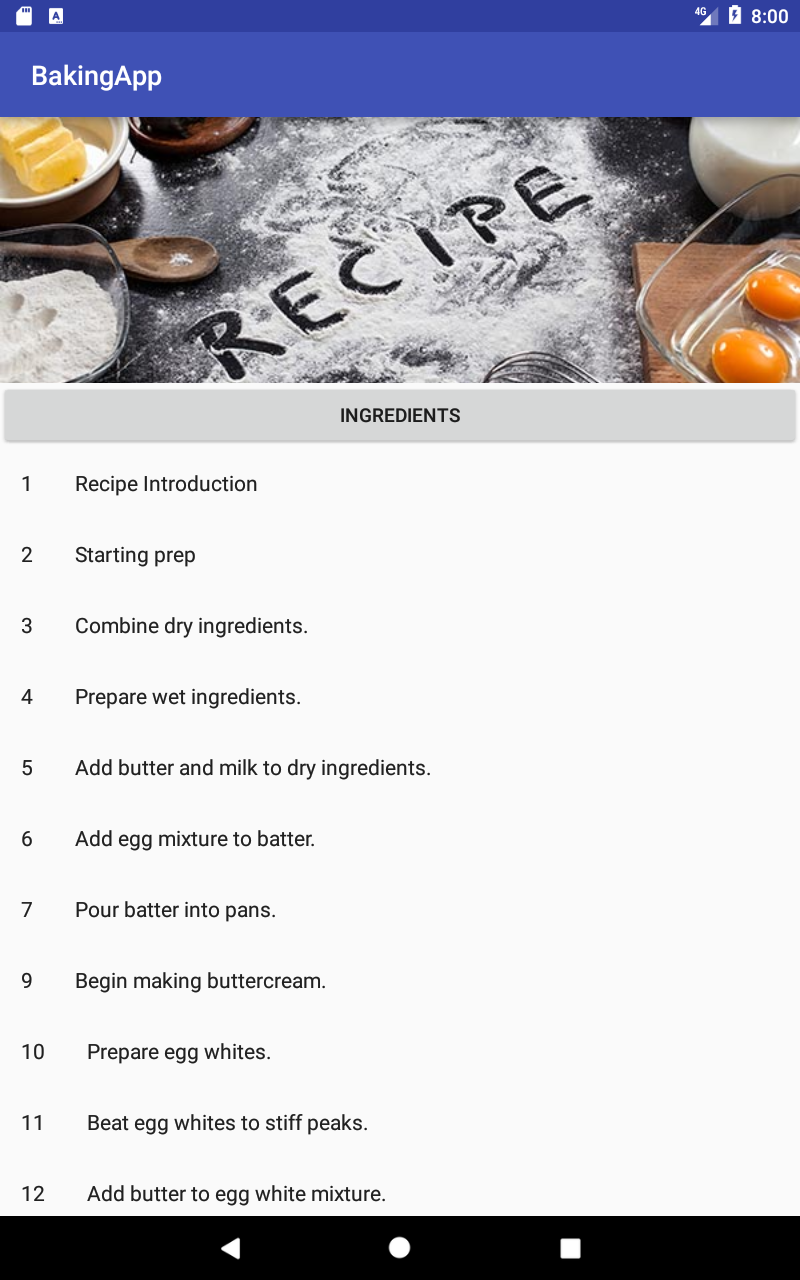 4G 8:00
BakingApp
RECIPE
INGREDIENTS
1 Recipe Introduction
2 Starting prep
3 Combine dry ingredients.
4 Prepare wet ingredients.
5 Add butter and milk to dry ingredients.
6 Add egg mixture to batter.
7 Pour batter into pans.
9 Begin making buttercream.
10 Prepare egg whites.
11 Beat egg whites to stiff peaks.
12 Add butter to egg white mixture.